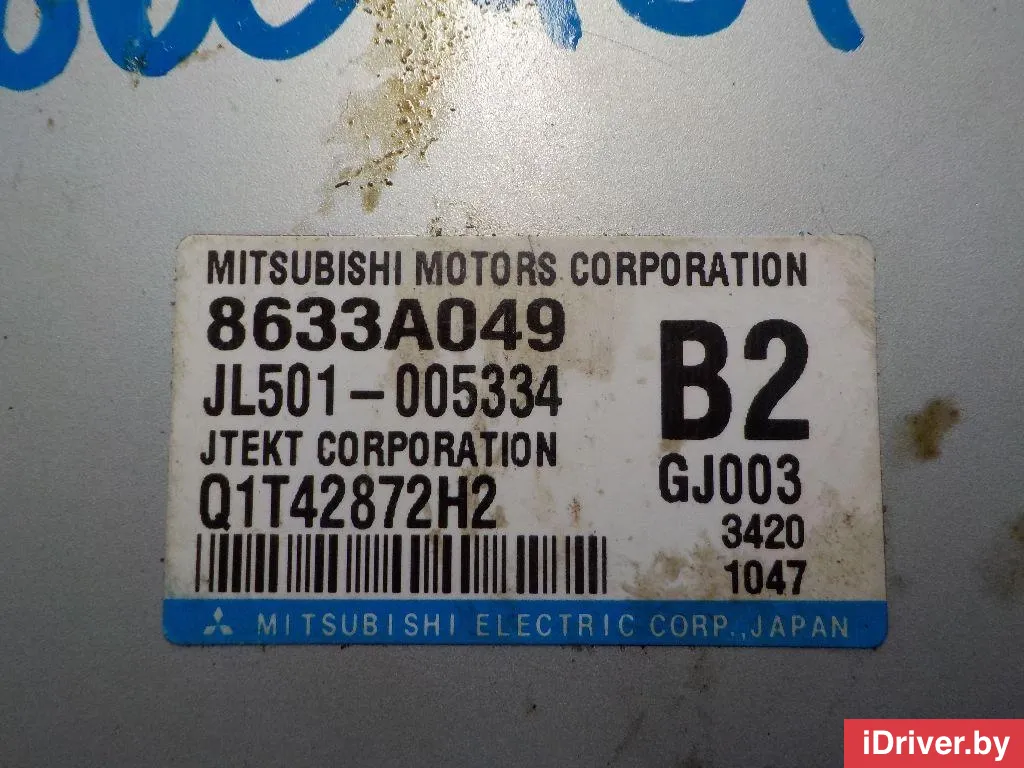 MITSUBISHI MOTORS CORPORATION
8633A049
B2
JL501-005334
JTEKT CORPORATION
GJ003
Q1T42872H2
3420
1047
MITSUBISHI ELECTRIC CORP., JAPAN
iDriver.by